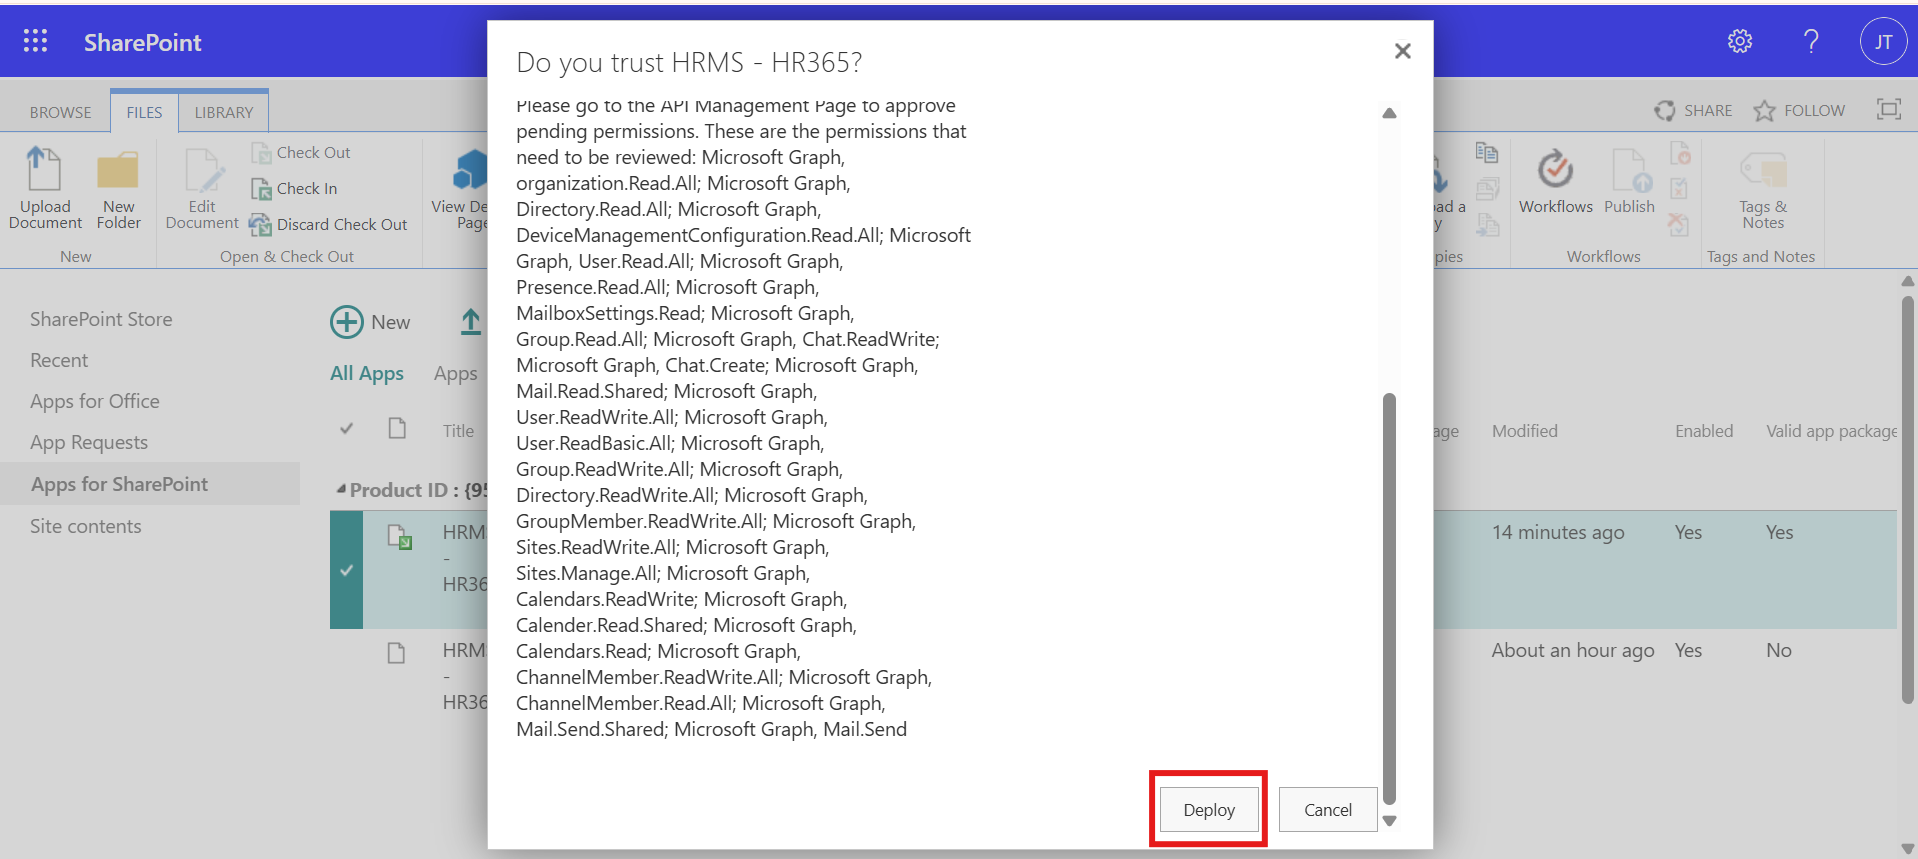 SharePoint
JT
BROWSE
FILES
LIBRARY
SHARE
FOLLOW
Upload
Document
New
Folder
New
Edit
Document
Check Out
Check In
Discard Check Out
Open & Check Out
View De
Page
ad a
y
pies
Workflows
Publish
Workflows
Tags &
Notes
Tags and Notes
SharePoint Store
Recent
Apps for Office
App Requests
Apps for SharePoint
Site contents
New
All Apps
Apps
Title
age
Modified
Enabled
Valid app package
Product ID : {95
HRM
-
HR36
14 minutes ago
Yes
Yes
HRM
-
HR36
About an hour ago
Yes
No
Do you trust HRMS - HR365?
Please go to the API Management Page to approve
pending permissions. These are the permissions that
need to be reviewed: Microsoft Graph,
organization.Read.All; Microsoft Graph,
Directory.Read.All; Microsoft Graph,
DeviceManagementConfiguration.Read.All; Microsoft
Graph, User.Read.All; Microsoft Graph,
Presence.Read.All; Microsoft Graph,
MailboxSettings.Read; Microsoft Graph,
Group.Read.All; Microsoft Graph, Chat.ReadWrite;
Microsoft Graph, Chat.Create; Microsoft Graph,
Mail.Read.Shared; Microsoft Graph,
User.ReadWrite.All; Microsoft Graph,
User.ReadBasic.All; Microsoft Graph,
Group.ReadWrite.All; Microsoft Graph,
Directory.ReadWrite.All; Microsoft Graph,
GroupMember.ReadWrite.All; Microsoft Graph,
Sites.ReadWrite.All; Microsoft Graph,
Sites.Manage.All; Microsoft Graph,
Calendars.ReadWrite; Microsoft Graph,
Calender.Read.Shared; Microsoft Graph,
Calendars.Read; Microsoft Graph,
ChannelMember.ReadWrite.All; Microsoft Graph,
ChannelMember.Read.All; Microsoft Graph,
Mail.Send.Shared; Microsoft Graph, Mail.Send
Deploy
Cancel